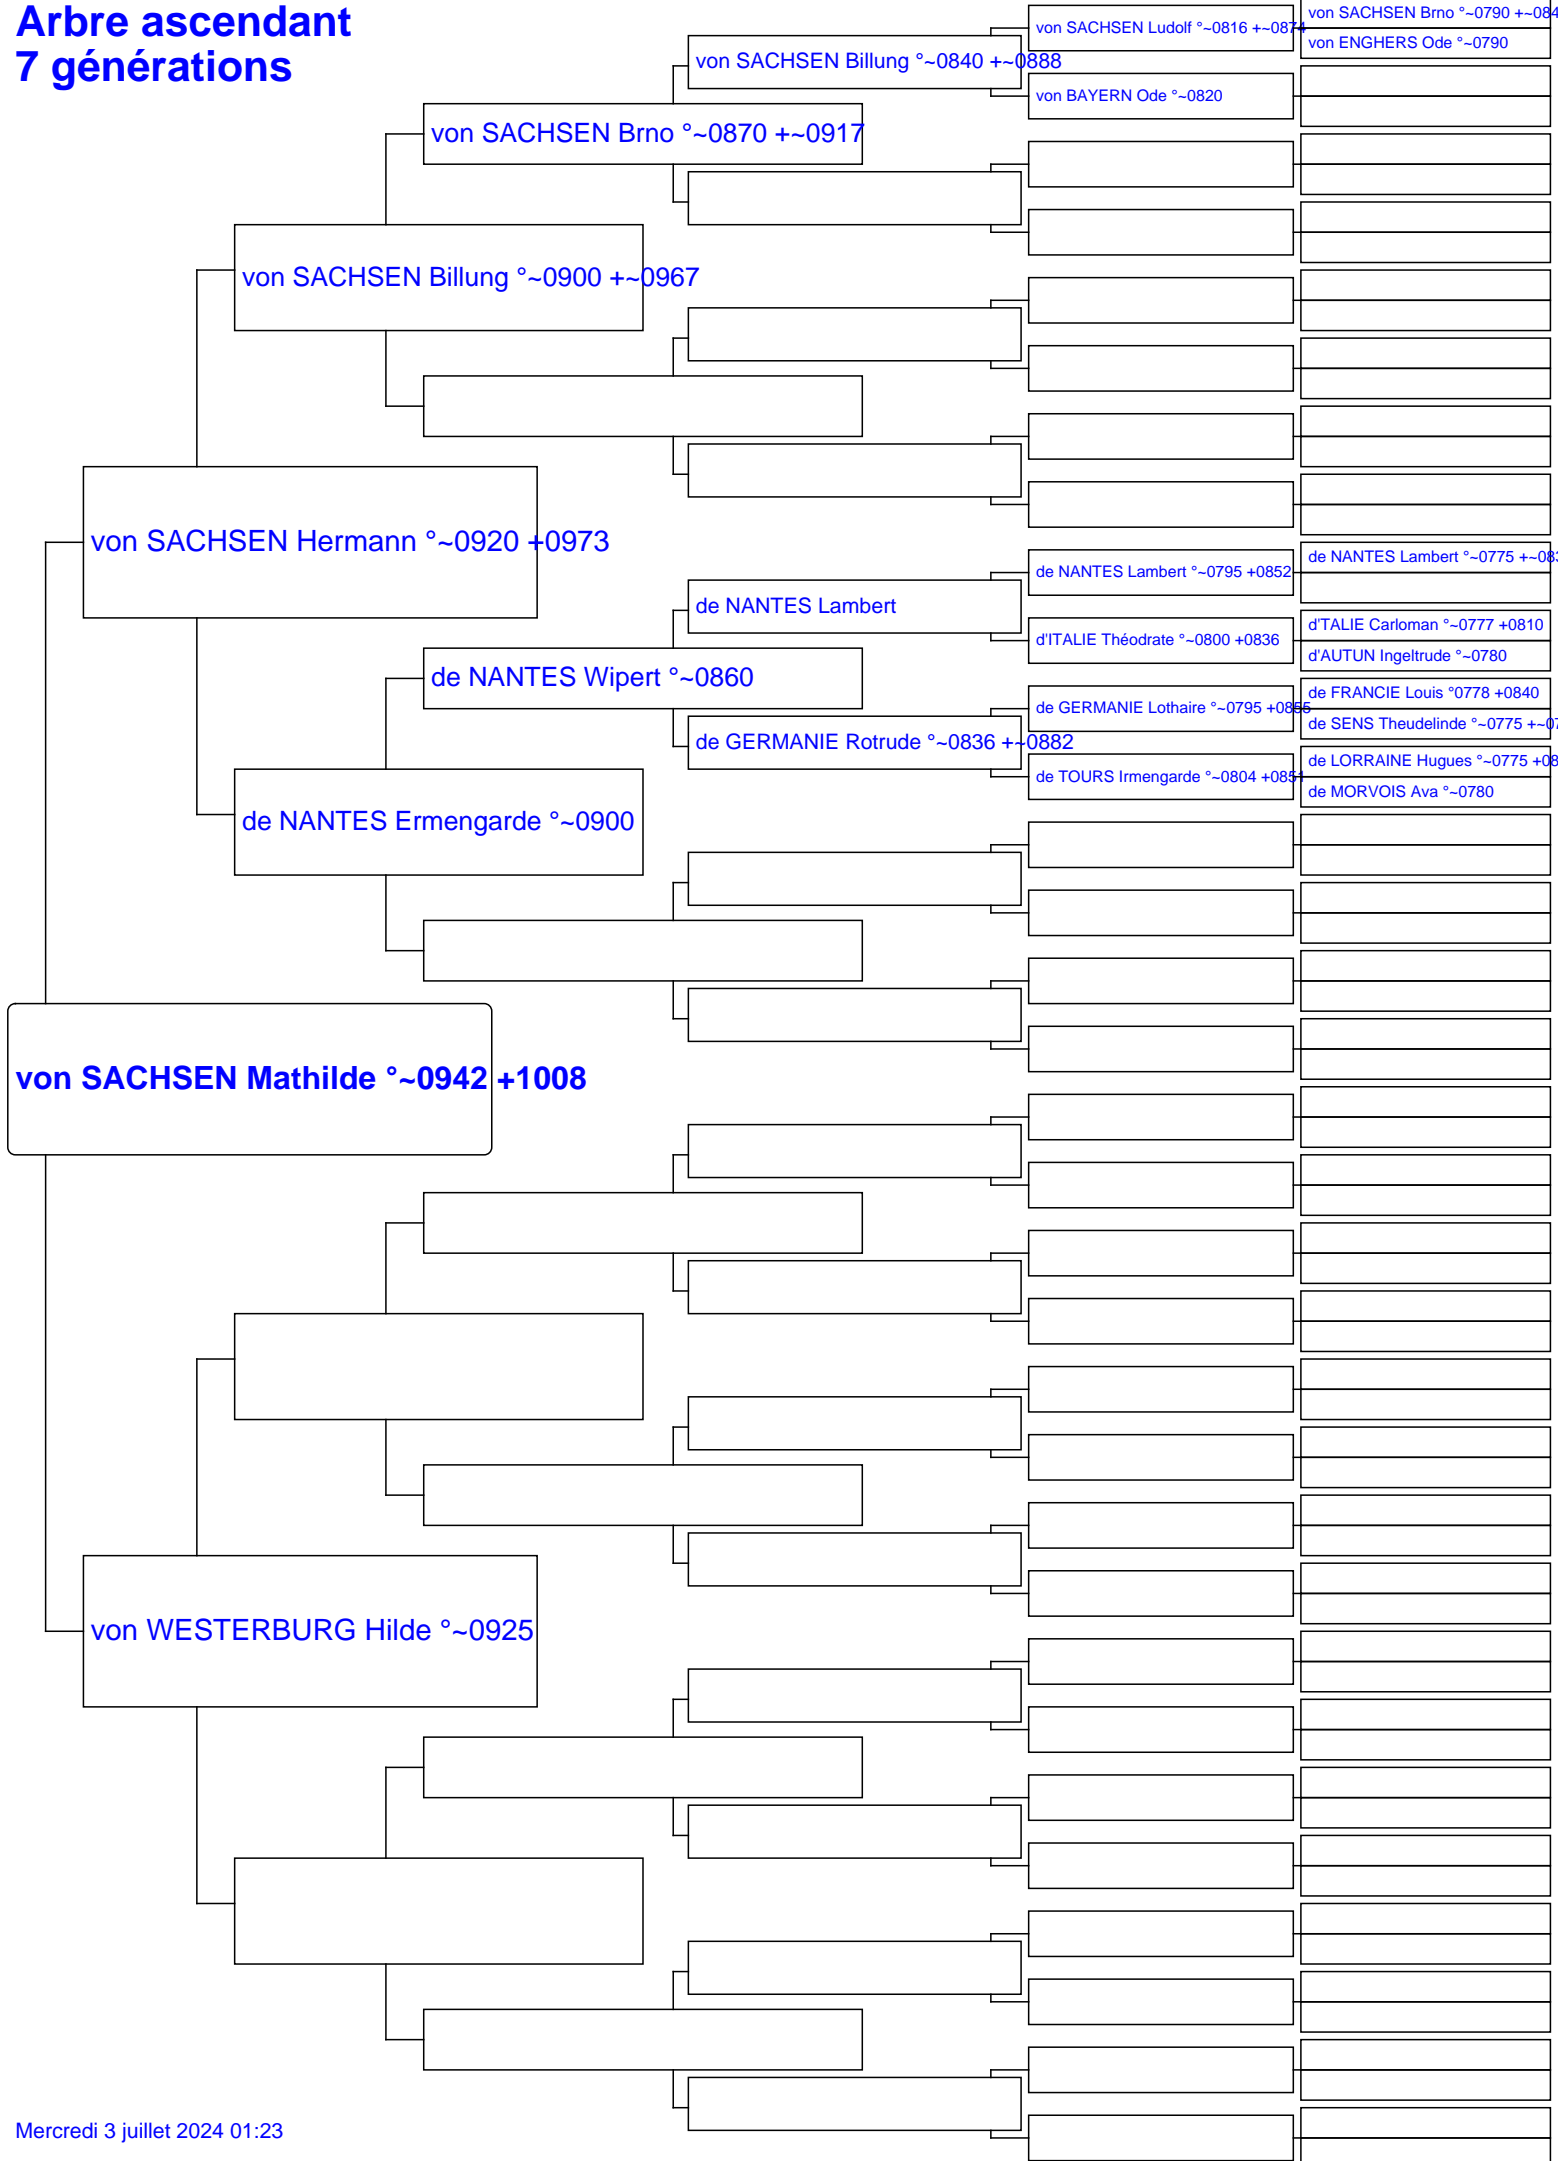 Arbre ascendant
7 générations
von SACHSEN Mathilde °~0942 +1008
von SACHSEN Hermann °~0920 +0973
von WESTERBURG Hilde °~0925
von SACHSEN Billung °~0900 +~0967
de NANTES Ermengarde °~0900
von SACHSEN Brno °~0870 +~0917
de NANTES Wipert °~0860
von SACHSEN Billung °~0840 +~0888
de NANTES Lambert
de GERMANIE Rotrude °~0836 +~0882
von SACHSEN Ludolf °~0816 +~0874
von BAYERN Ode °~0820
de NANTES Lambert °~0795 +0852
d'ITALIE Théodrate °~0800 +0836
de GERMANIE Lothaire °~0795 +0855
de TOURS Irmengarde °~0804 +0851
von SACHSEN Brno °~0790 +~084
von ENGHERS Ode °~0790
de NANTES Lambert °~0775 +~083
d'TALIE Carloman °~0777 +0810
d'AUTUN Ingeltrude °~0780
de FRANCIE Louis °0778 +0840
de SENS Theudelinde °~0775 +~07
de LORRAINE Hugues °~0775 +08
de MORVOIS Ava °~0780
Mercredi 3 juillet 2024 01:23